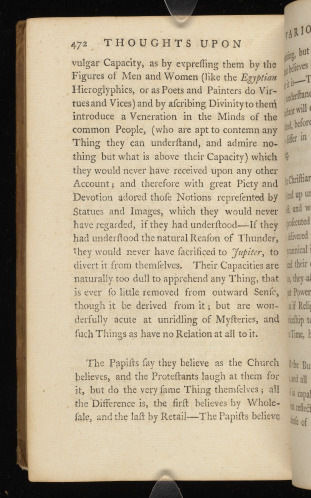 472 THOUGHTS UPON
vulgar Capacity, as by expreſſing them by the
Figures of Men and Women (like the Egyptian
Hieroglyphics, or as Poets and Painters do Vir-
tues and Vices) and by aſcribing Divinity to them
introduce a Veneration in the Minds of the
common People, (who are apt to contemn any
Thing they can underſtand, and admire no-
thing but what is above their Capacity) which
they would never have received upon any other
Account; and therefore with great Piety and
Devotion adored thoſe Notions repreſented by
Statues and Images, which they would never
have regarded, if they had underſtood—If they
had underſtood the natural Reaſon of Thunder,
they would never have ſacrificed to Jupiter, to
divert it from themſelves. Their Capacities are
naturally too dull to apprehend any Thing, that
is ever ſo little removed from outward Senſe,
though it be derived from it; but are won-
derfully acute at unridling of Myſteries, and
ſuch Things as have no Relation at all to it.
The Papiſts ſay they believe as the Church
believes, and the Proteſtants laugh at them for
it, but do the very ſame Thing themſelves; all
the Difference is, the firſt believes by Whole-
ſale, and the laſt by Retail—The Papiſts believe